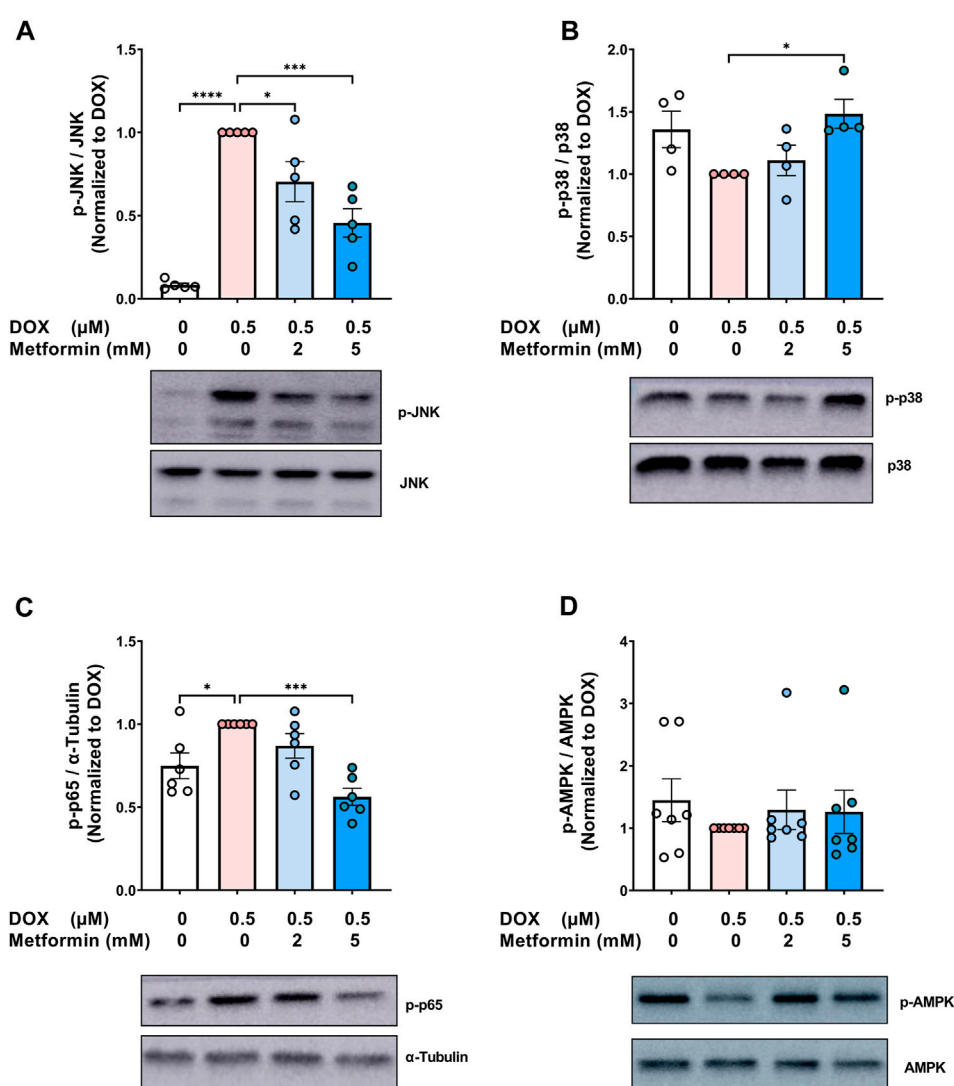 A
p-JNK / JNK
(Normalized to DOX)
1.5
1.0
0.5
0.0
****
*
***
DOX (µM) 0 0.5 0.5 0.5
Metformin (mM) 0 0 2 5
p-JNK
JNK
B
p-p38 / p38
(Normalized to DOX)
2.0
1.5
1.0
0.5
0.0
*
DOX (µM) 0 0.5 0.5 0.5
Metformin (mM) 0 0 2 5
p-p38
p38
C
p-p65 / α-Tubulin
(Normalized to DOX)
1.5
1.0
0.5
0.0
*
***
DOX (µM) 0 0.5 0.5 0.5
Metformin (mM) 0 0 2 5
p-p65
α-Tubulin
D
p-AMPK / AMPK
(Normalized to DOX)
4
3
2
1
0
DOX (µM) 0 0.5 0.5 0.5
Metformin (mM) 0 0 2 5
p-AMPK
AMPK